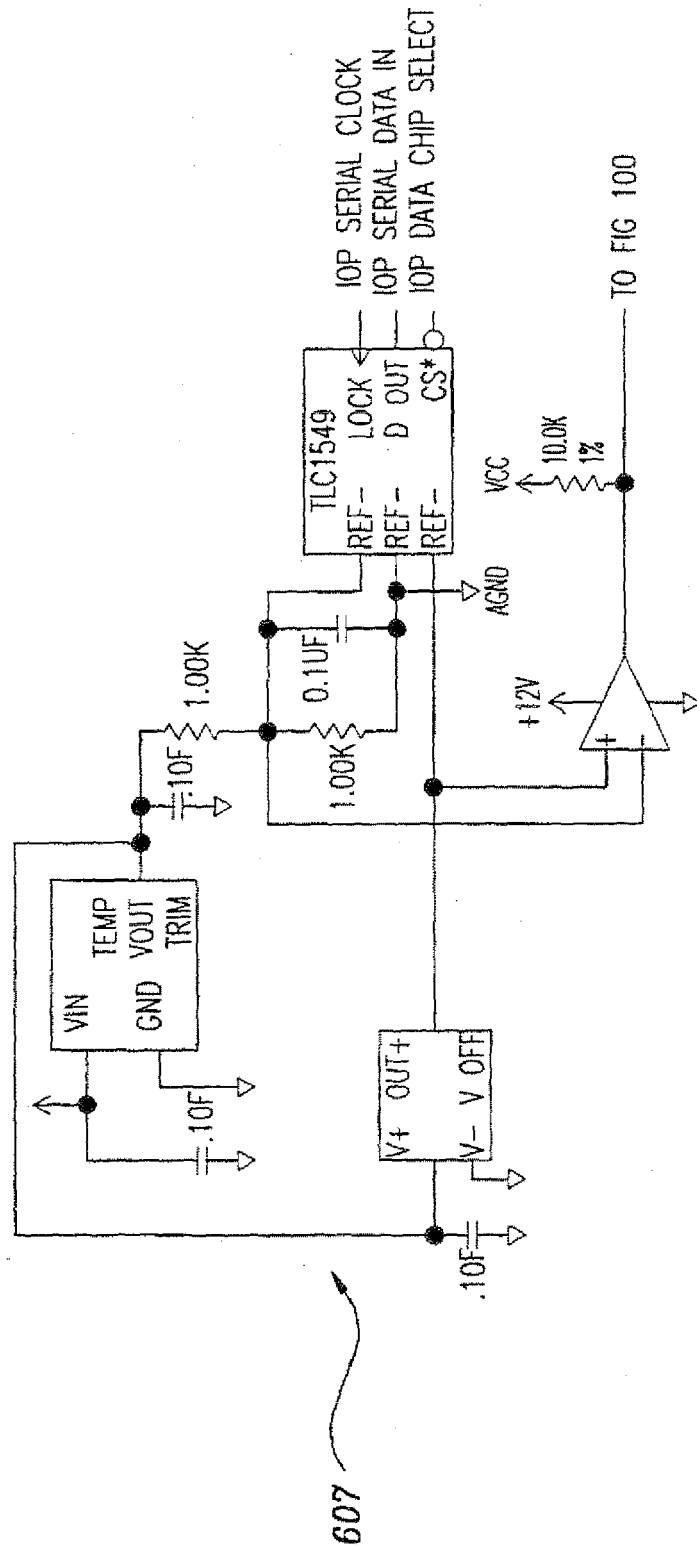 607
.10F
VIN
TEMP
GND
VOUT
TRIM
.10F
.10F
1.00K
1.00K
0.1UF
V+ OUT+
V- V OFF
.10F
TLC1549
REF- LOCK
REF- D OUT
REF- CS*
IOP SERIAL CLOCK
IOP SERIAL DATA IN
IOP DATA CHIP SELECT
AGND
+12V
+
-
VCC
10.0K
1%
TO FIG 100